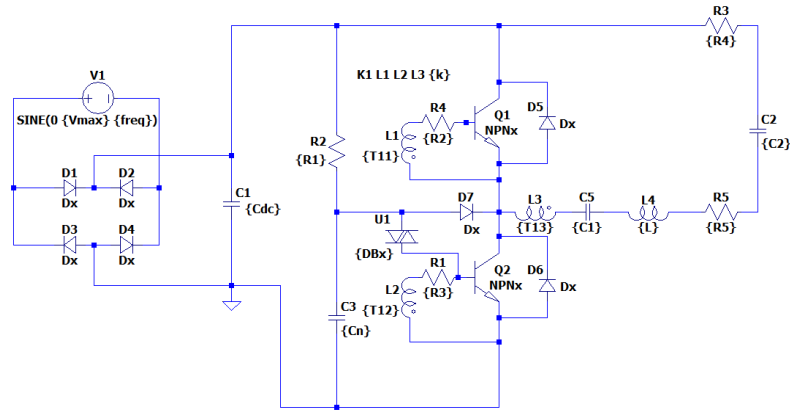 R3
{R4}
V1
K1 L1 L2 L3 {k}
SINE(0 {Vmax} {freq})
R4
Q1
D5
L1
NPNx
Dx
C2
R2
{R2}
{C2}
{R1}
{T11}
D1
D2
Dx
Dx
C1
{Cdc}
D7
L3
C5
L4
R5
U1
Dx
{T13}
{C1}
{L}
{R5}
D3
D4
{DBx}
Dx
Dx
R1
Q2
D6
L2
{R3}
NPNx
Dx
C3
{T12}
{Cn}